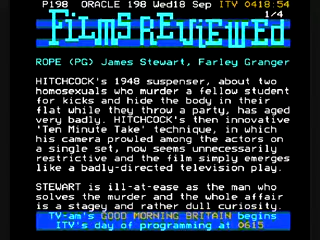 P198 ORACLE 198 Wed18 Sep ITV 0418:54
1/4
FiLMS REViEWED
ROPE (PG) James Stewart, Farley Granger
HITCHCOCK's 1948 suspenser, about two
homosexuals who murder a fellow student
for kicks and hide the body in their
flat while they throw a party, has aged
very badly. HITCHCOCK's then innovative
'Ten Minute Take' technique, in which
his camera prowled among the actors on
a single set, now seems unnecessarily
restrictive and the film simply emerges
like a badly-directed television play.
STEWART is ill-at-ease as the man who
solves the murder and the whole affair
is a stagey and rather dull curiosity.
TV-am's GOOD MORNING BRITAIN begins
ITV's day of programming at 0615